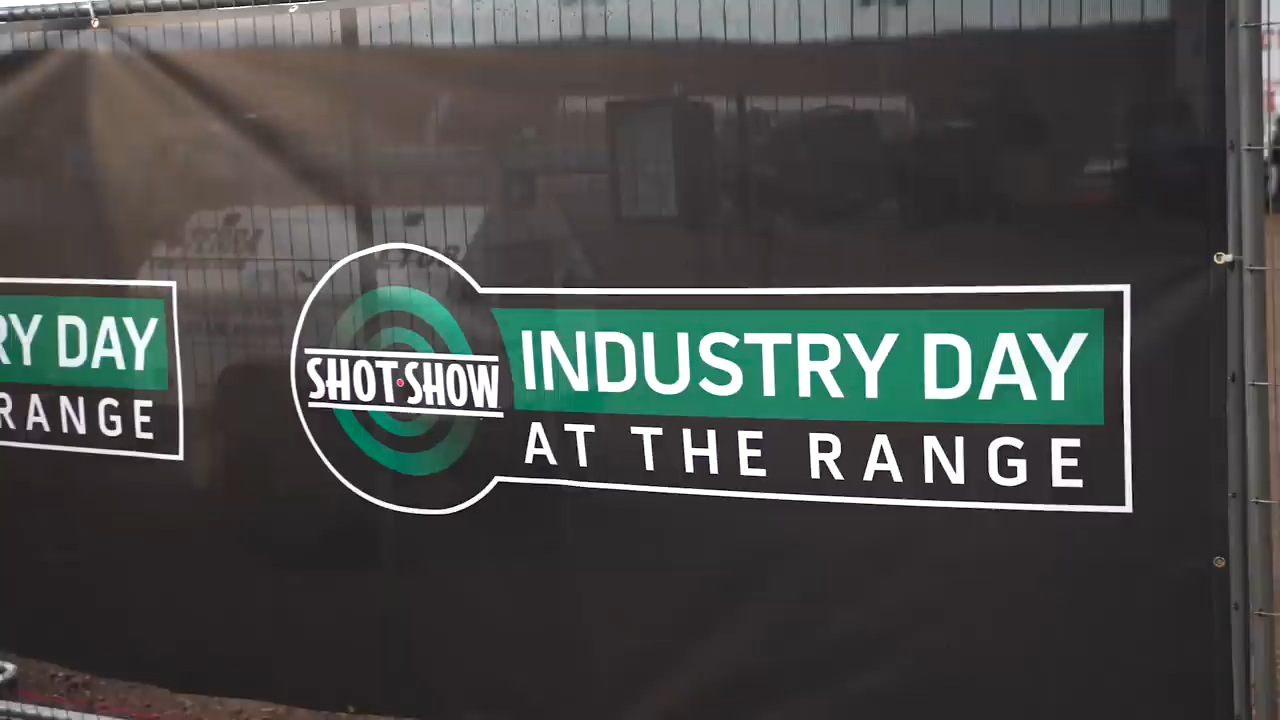 RY DAY
RANGE
SHOT•SHOW
INDUSTRY DAY
AT THE RANGE